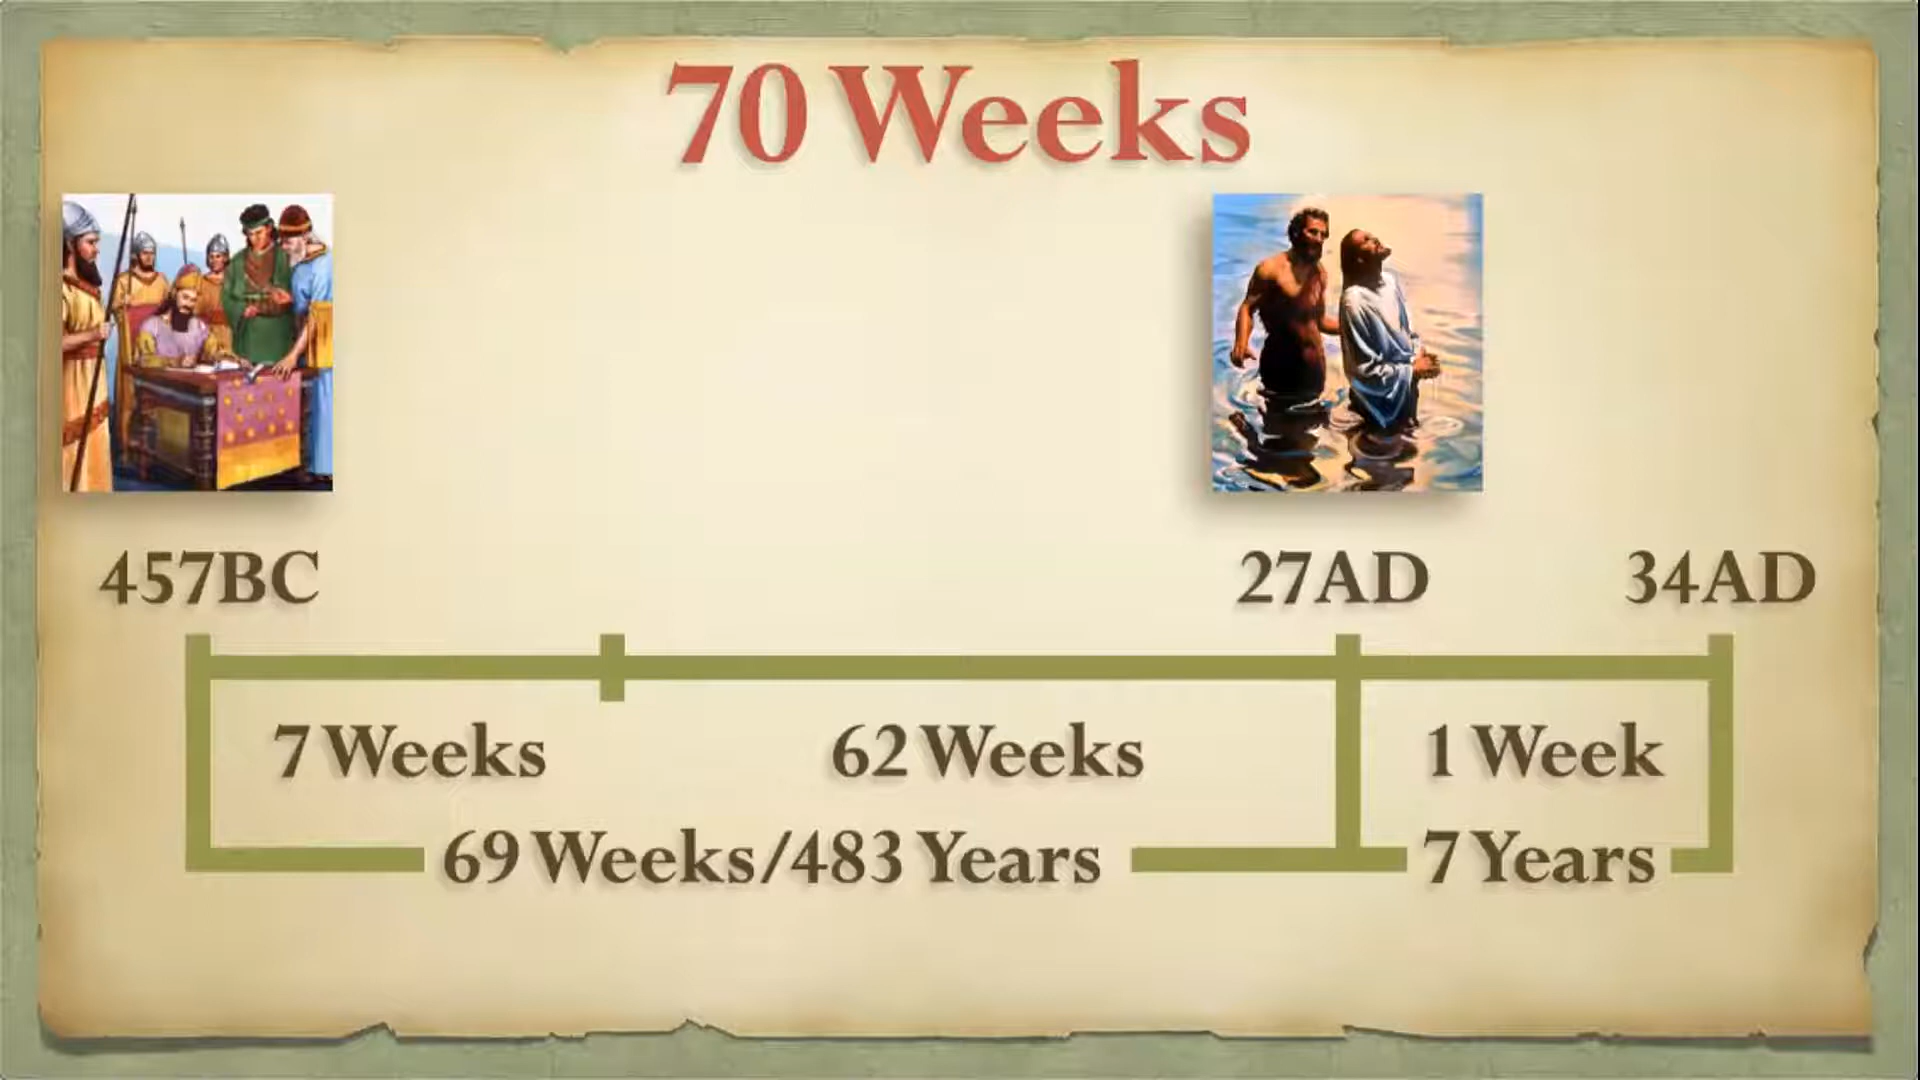 70 Weeks
457BC
27AD
34AD
7 Weeks
62 Weeks
1 Week
69 Weeks/483 Years
7 Years